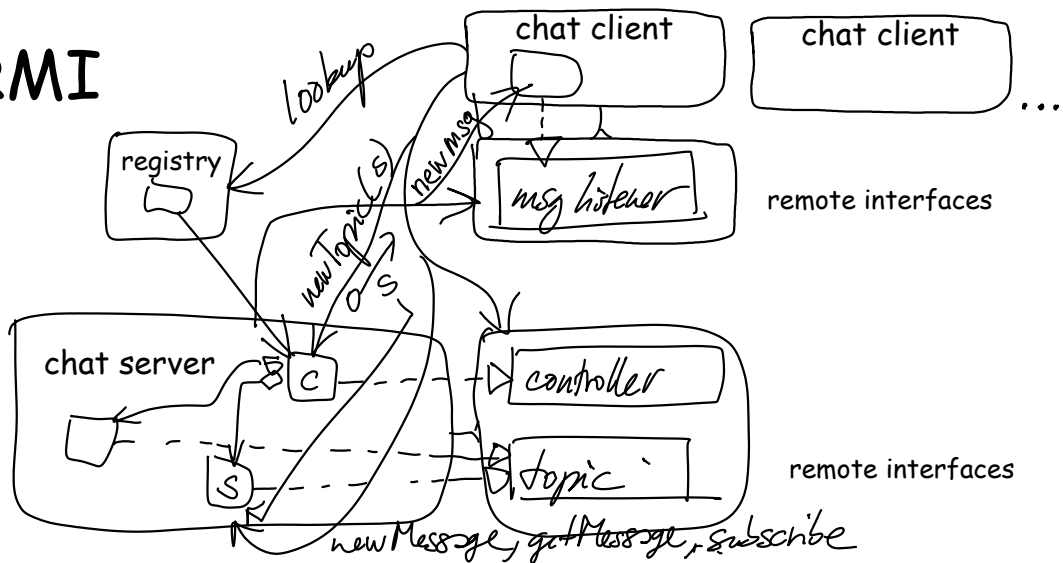 RMI
chat client
chat client
...
Lookup
registry
newmsg
msg listener
remote interfaces
newTopic(s)
S
chat server
C
controller
S
topic
remote interfaces
newMessage, gettMessage, subscribe